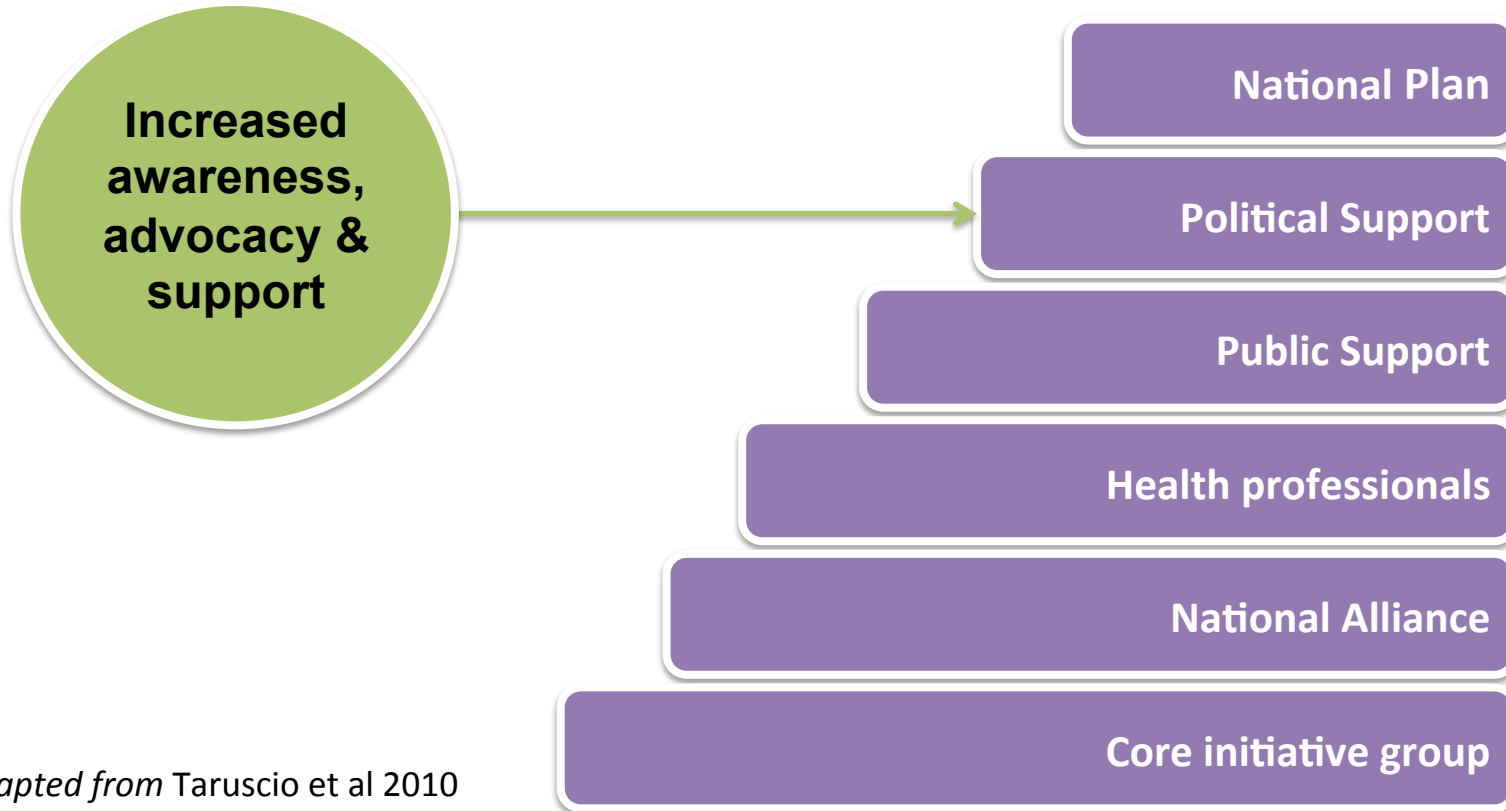 Increased
awareness,
advocacy &
support
National Plan
Political Support
Public Support
Health professionals
National Alliance
Core initiative group
apted from Taruscio et al 2010